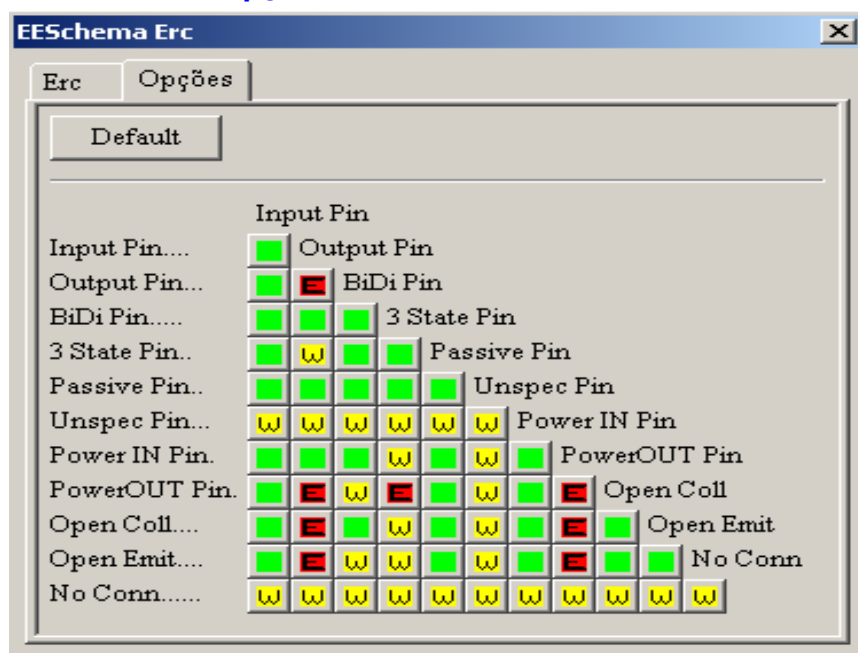 EESchema Erc
Erc Opções
Default
Input Pin
Input Pin.... Output Pin
Output Pin... E BiDi Pin
BiDi Pin..... 3 State Pin
3 State Pin.. W Passive Pin
Passive Pin.. Unspec Pin
Unspec Pin... W W W W W W Power IN Pin
Power IN Pin. W W PowerOUT Pin
PowerOUT Pin. E W E W E Open Coll
Open Coll.... E W W E Open Emit
Open Emit.... E W W W E No Conn
No Conn...... W W W W W W W W W W W